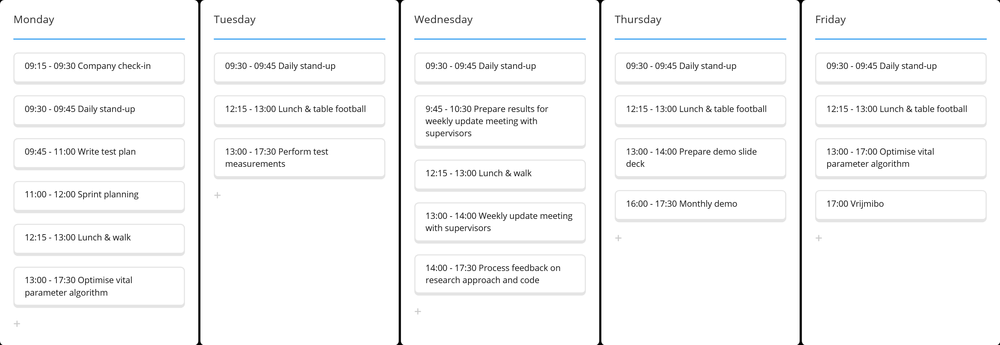 Monday
09:15 - 09:30 Company check-in
09:30 - 09:45 Daily stand-up
09:45 - 11:00 Write test plan
11:00 - 12:00 Sprint planning
12:15 - 13:00 Lunch & walk
13:00 - 17:30 Optimise vital
parameter algorithm
+
Tuesday
09:30 - 09:45 Daily stand-up
12:15 - 13:00 Lunch & table football
13:00 - 17:30 Perform test
measurements
+
Wednesday
09:30 - 09:45 Daily stand-up
9:45 - 10:30 Prepare results for
weekly update meeting with
supervisors
12:15 - 13:00 Lunch & walk
13:00 - 14:00 Weekly update meeting
with supervisors
14:00 - 17:30 Process feedback on
research approach and code
+
Thursday
09:30 - 09:45 Daily stand-up
12:15 - 13:00 Lunch & table football
13:00 - 14:00 Prepare demo slide
deck
16:00 - 17:30 Monthly demo
+
Friday
09:30 - 09:45 Daily stand-up
12:15 - 13:00 Lunch & table football
13:00 - 17:00 Optimise vital
parameter algorithm
17:00 Vrijmibo
+